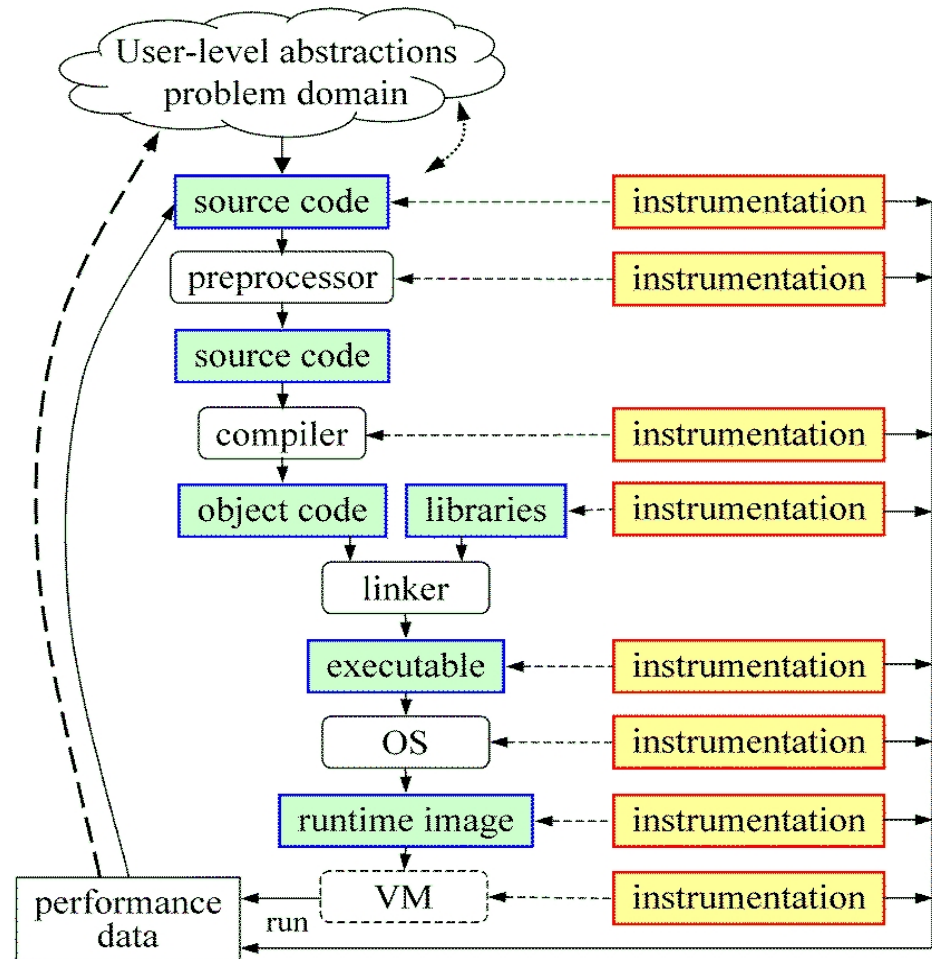 User-level abstractions
problem domain
source code
instrumentation
preprocessor
instrumentation
source code
compiler
instrumentation
object code
libraries
instrumentation
linker
executable
instrumentation
OS
instrumentation
runtime image
instrumentation
VM
instrumentation
performance
data
run